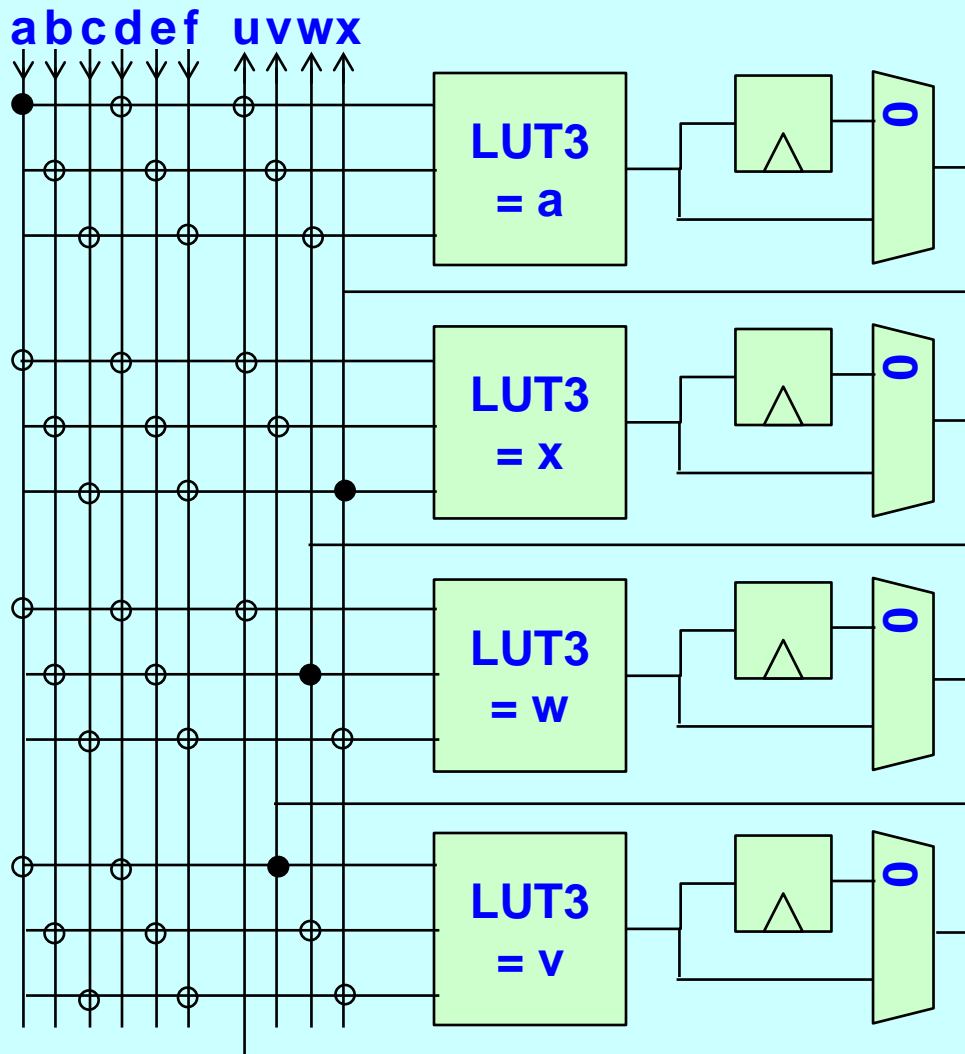 abcdef uvwx
LUT3
= a
0
LUT3
= x
0
LUT3
= w
0
LUT3
= v
0